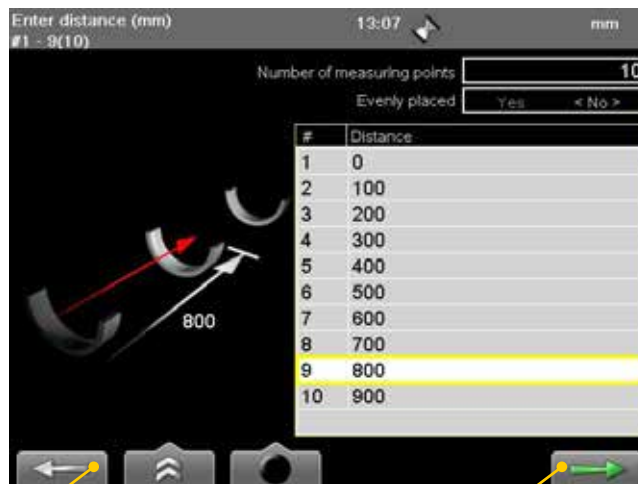 Enter distance (mm) 13:07 mm
#1 - 9(10)
Number of measuring points 10
Evenly placed Yes < No >
# Distance
1 0
2 100
3 200
4 300
5 400
6 500
7 600
8 700
9 800
10 900
800